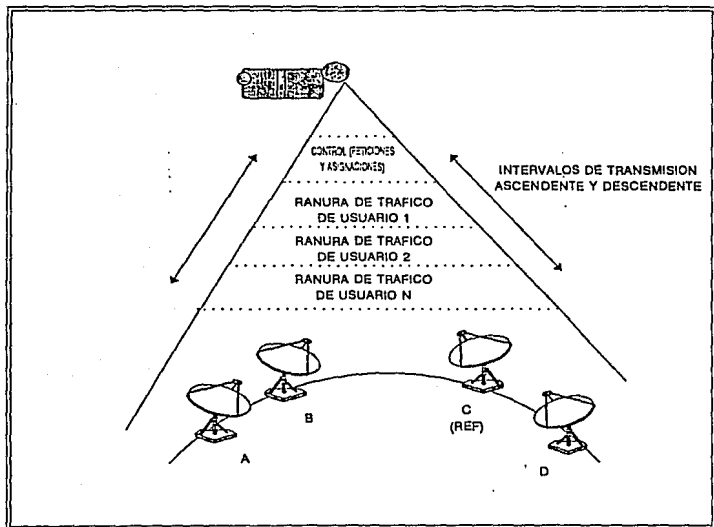 CONTROL (PETICIONES
Y ASIGNACIONES)
INTERVALOS DE TRANSMISION
ASCENDENTE Y DESCENDENTE
RANURA DE TRAFICO
DE USUARIO 1
RANURA DE TRAFICO
DE USUARIO 2
RANURA DE TRAFICO
DE USUARIO N
A
B
C
(REF)
D